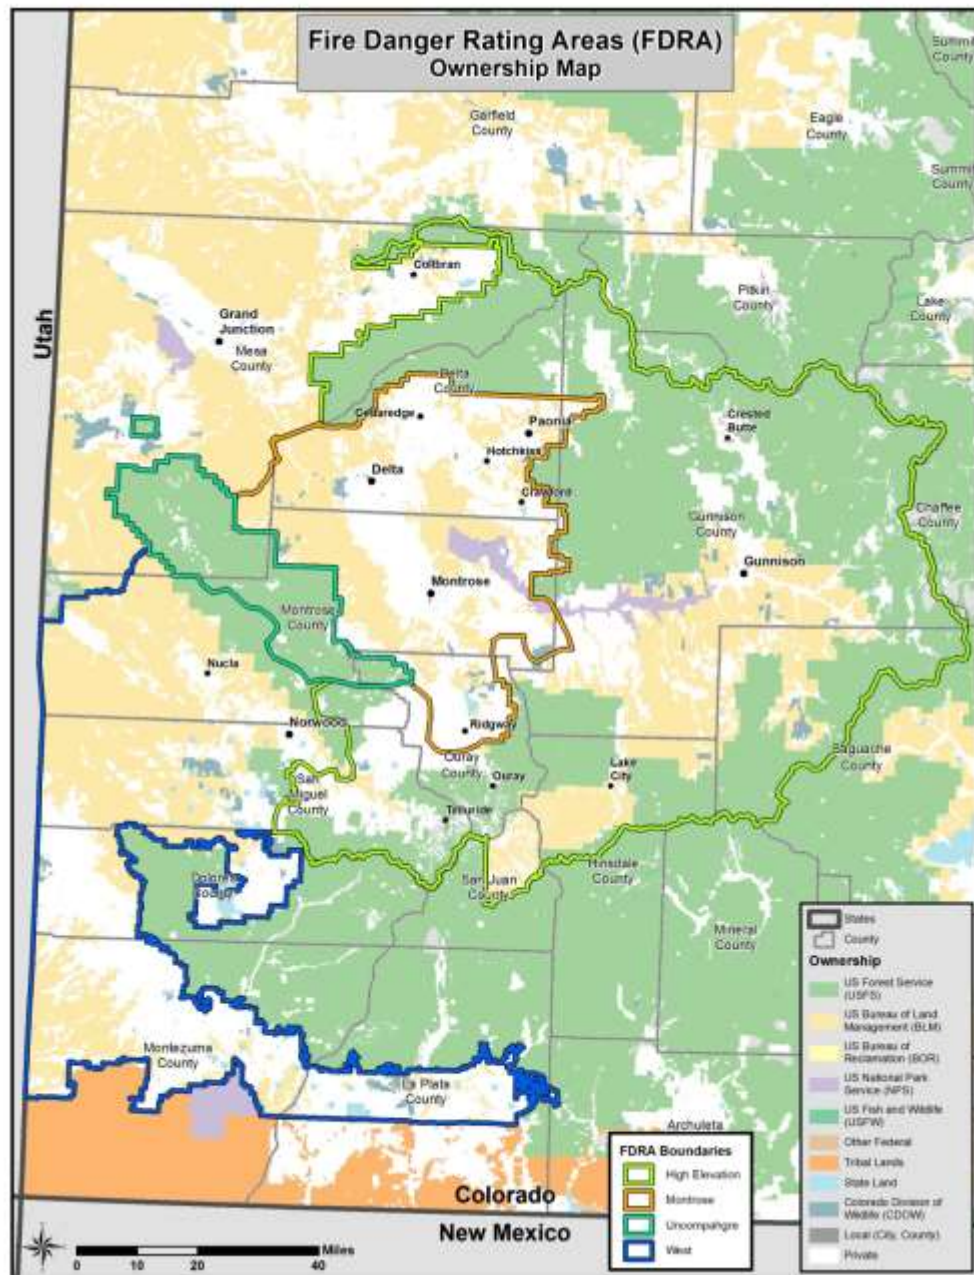 Fire Danger Rating Areas (FDRA)
Ownership Map
Summit
County
Garfield
County
Eagle
County
Summit
County
Collbran
Pitkin
County
Lake
County
Grand
Junction
Mesa
County
Utah
Delta
County
Cedaredge
Paonia
Crested
Butte
Hotchkiss
Delta
Crawford
Gunnison
County
Chaffee
County
Gunnison
Montrose
Montrose
County
Nucla
Norwood
Ridgway
Ouray
County
Saguache
County
San
Miguel
County
Ouray
Lake
City
Telluride
Dolores
San Juan
County
Hinsdale
County
Mineral
County
Montezuma
County
La Plata
County
Archuleta
Colorado
New Mexico
Miles
0 10 20 40
FDRA Boundaries
High Elevation
Montrose
Uncompahgre
West
States
County
Ownership
US Forest Service
(USFS)
US Bureau of Land
Management (BLM)
US Bureau of
Reclamation (BOR)
US National Park
Service (NPS)
US Fish and Wildlife
(USFW)
Other Federal
Tribal Lands
State Land
Colorado Division of
Wildlife (CDOW)
Local (City, County)
Private